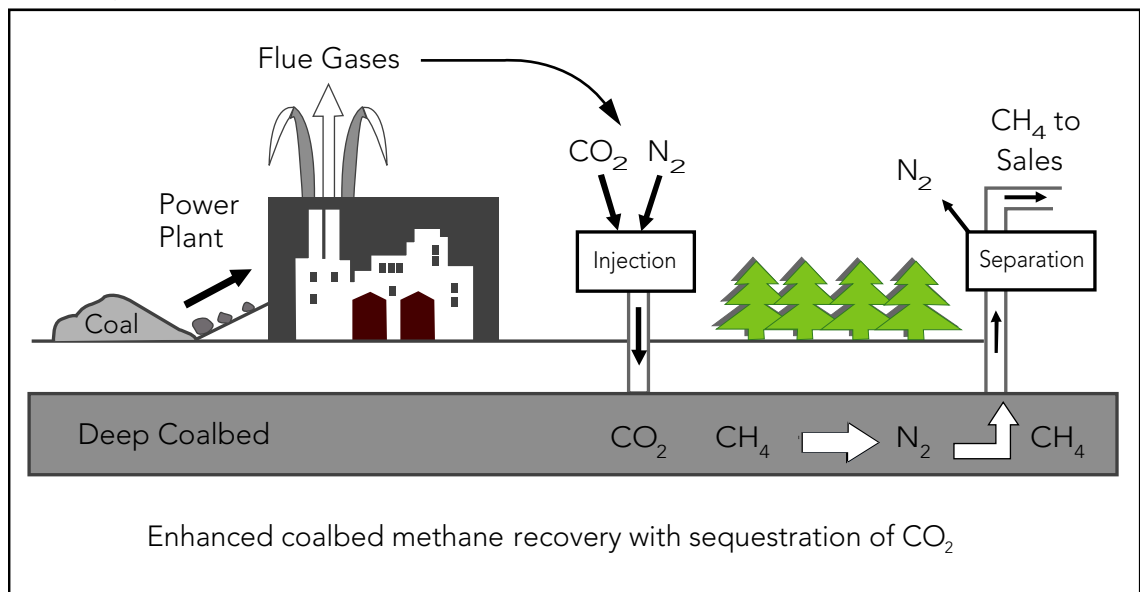 Flue Gases
CO₂ N₂
CH₄ to
Sales
N₂
Power
Plant
Injection
Separation
Coal
Deep Coalbed
CO₂ CH₄ N₂ CH₄
Enhanced coalbed methane recovery with sequestration of CO₂